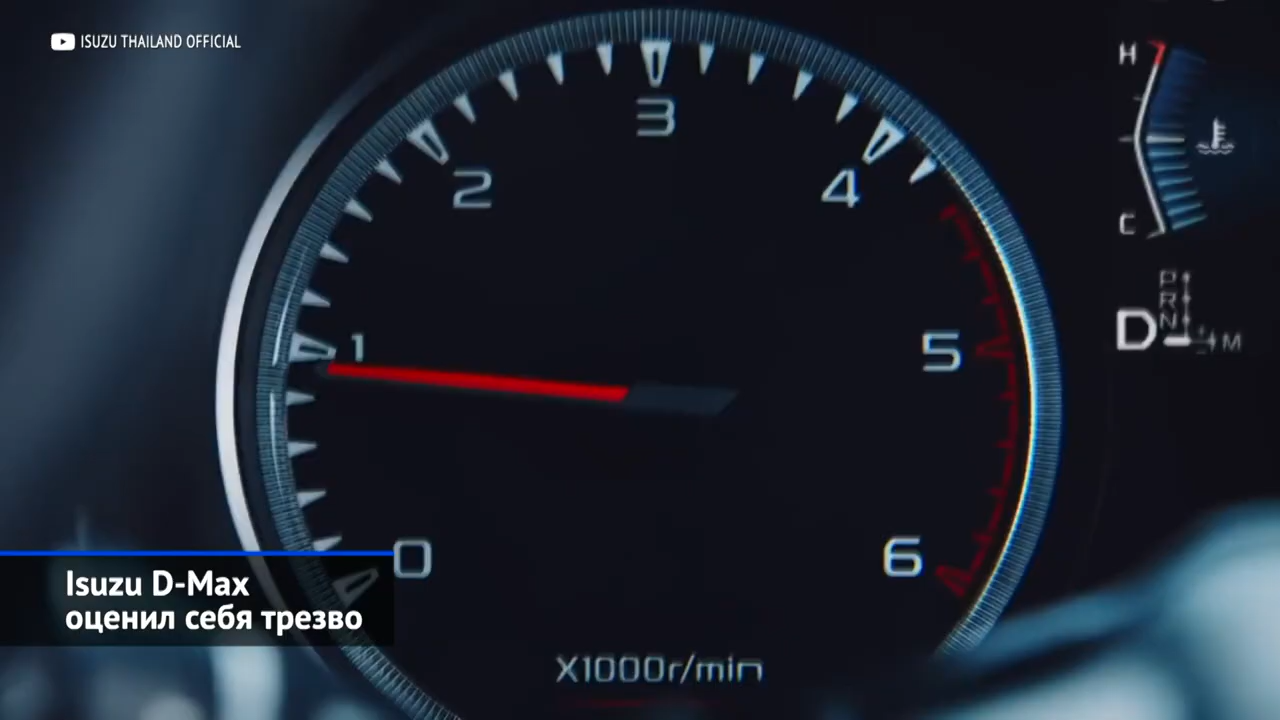 ISUZU THAILAND OFFICIAL
H
3
2
4
C
P
R
N
D
M
1
5
0
6
Isuzu D-Max
оценил себя трезво
X1000r/min